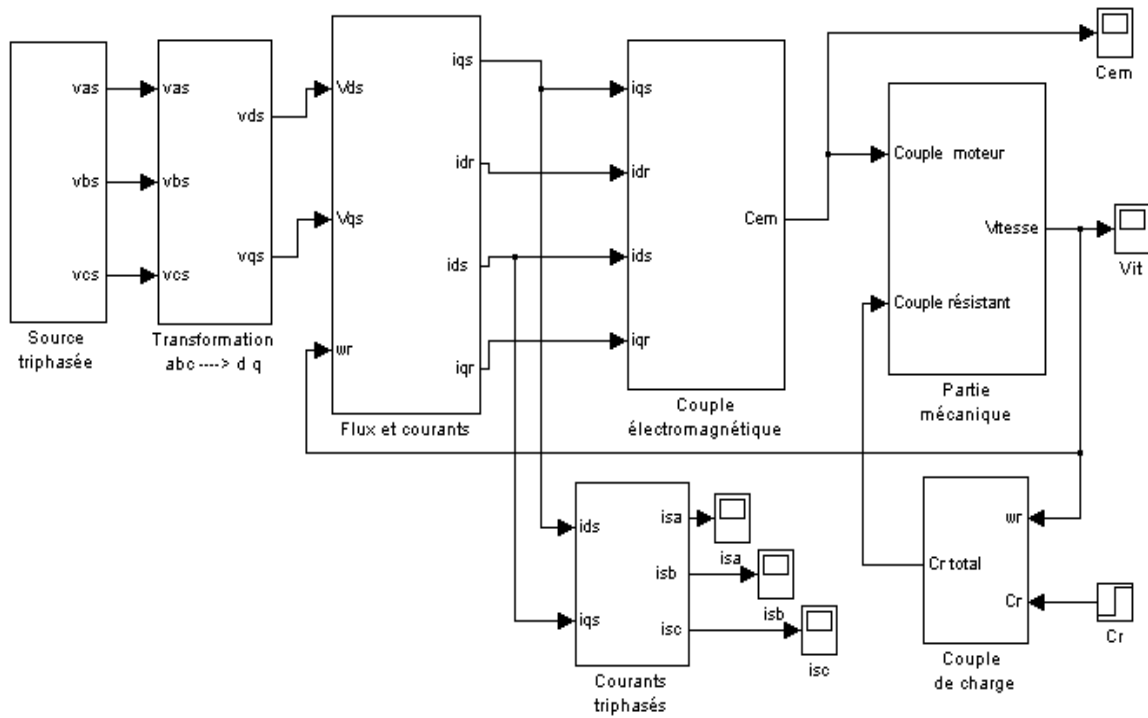 vas
vbs
vcs
Source
triphasée
vas
vbs
vcs
vds
vqs
Transformation
abc ----> d q
Vds
Vqs
wr
iqs
idr
ids
iqr
Flux et courants
iqs
idr
ids
iqr
Cem
Couple
électromagnétique
Cem
Couple moteur
Couple résistant
Vitesse
Partie
mécanique
Vit
ids
iqs
isa
isb
isc
Courants
triphasés
isa
isb
isc
wr
Cr total
Cr
Couple
de charge
Cr